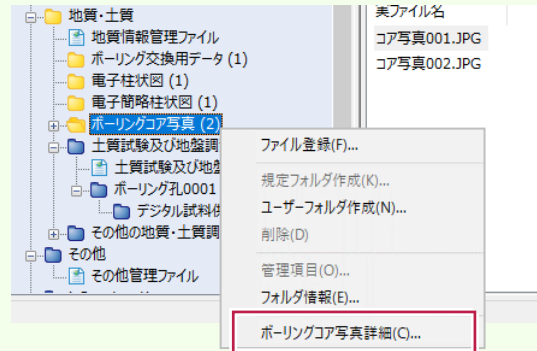 地質・土質
地質情報管理ファイル
ボーリング交換用データ (1)
電子柱状図 (1)
電子簡略柱状図 (1)
ボーリングコア写真 (2)
土質試験及び地盤調
土質試験及び地盤
ボーリング孔0001
デジタル試料供
その他の地質・土質調
その他
その他管理ファイル
実ファイル名
コア写真001.JPG
コア写真002.JPG
ファイル登録(F)...
規定フォルダ作成(K)...
ユーザーフォルダ作成(N)...
削除(D)
管理項目(O)...
フォルダ情報(E)...
ボーリングコア写真詳細(C)...